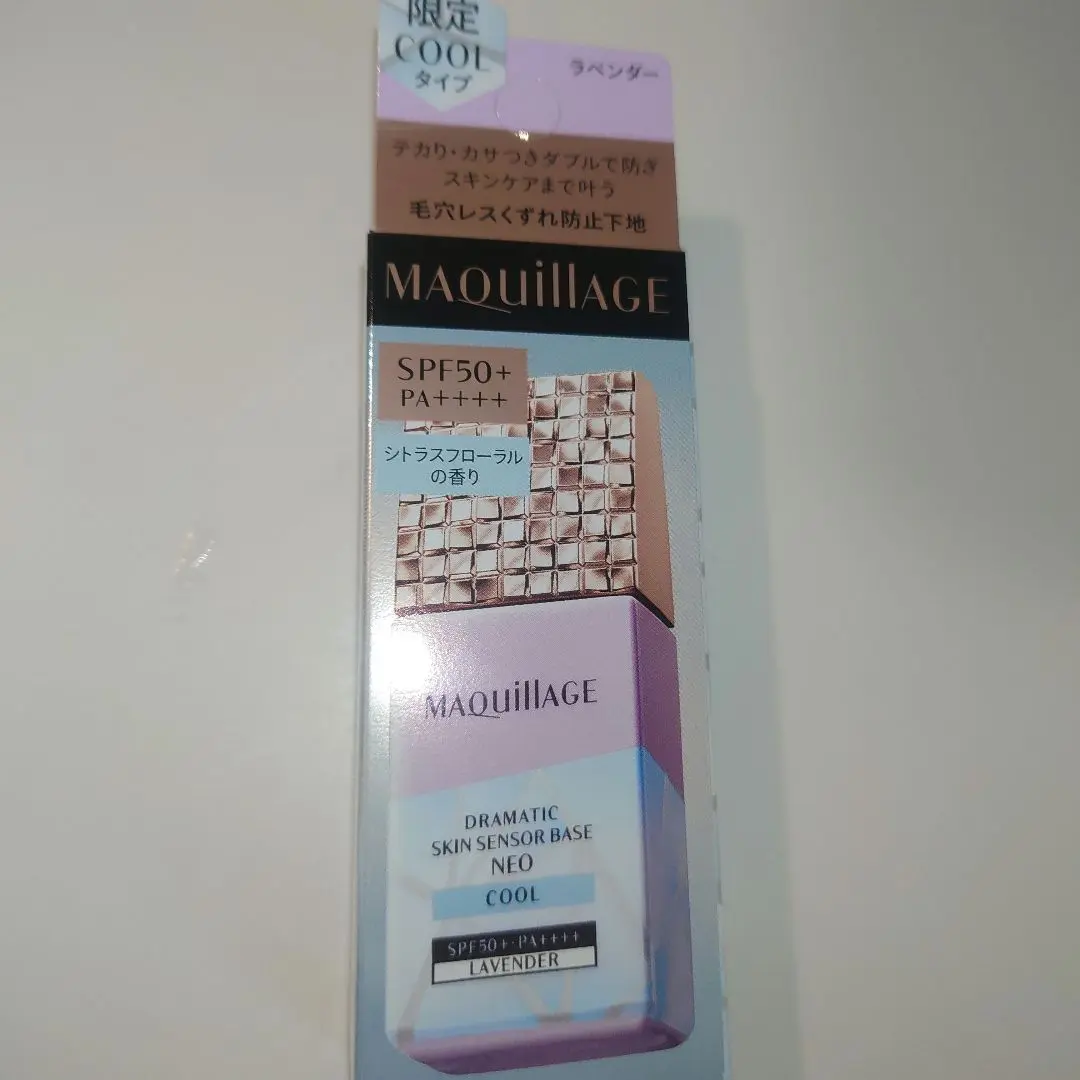 限定
COOL
タイプ
ラベンダー
テカリ・カサつきダブルで防ぎ
スキンケアまで叶う
毛穴レスくずれ防止下地
MAQuillAGE
SPF50+
PA++++
シトラスフローラル
の香り
MAQuillAGE
DRAMATIC
SKIN SENSOR BASE
NEO
COOL
SPF50+・PA++++
LAVENDER